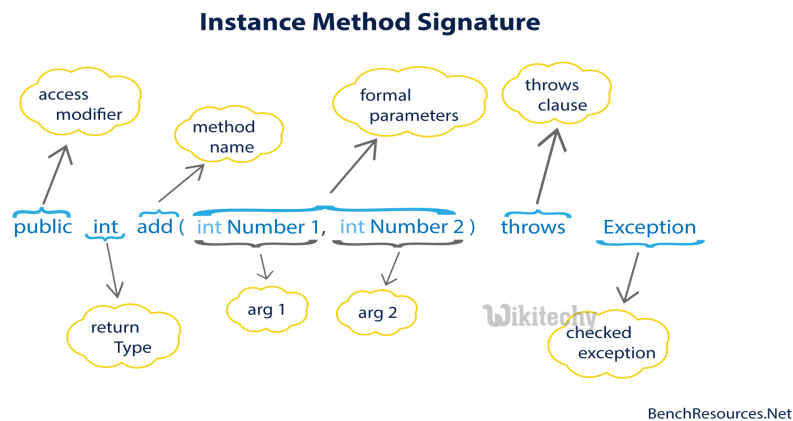 Instance Method Signature
access
modifier
method
name
formal
parameters
throws
clause
public int add ( int Number 1, int Number 2 ) throws Exception
return
Type
arg 1
arg 2
Wikitechy
checked
exception
BenchResources.Net